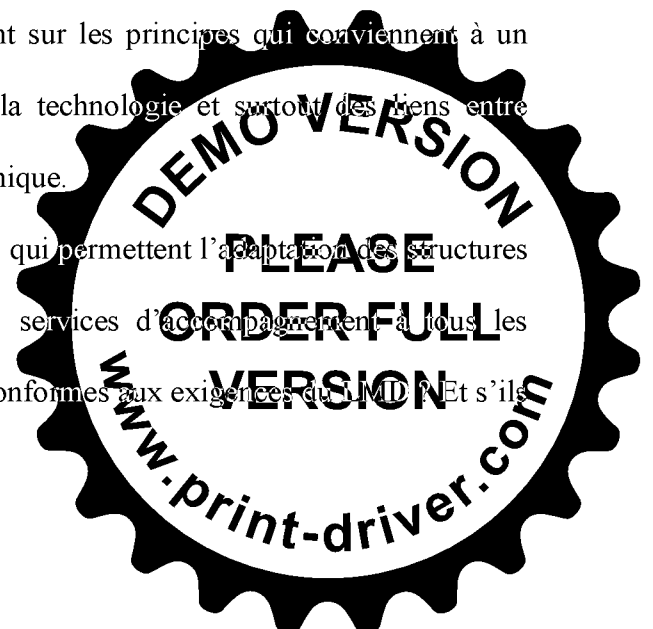 nt sur les principes qui conviennent à un
la technologie et surtout des liens entre
nique.
qui permettent l'adaptation des structures
services d'accompagnement à tous les
onformes aux exigences du LMD ? Et s'ils
DEMO VERSION
PLEASE
ORDER FULL
VERSION
www.print-driver.com